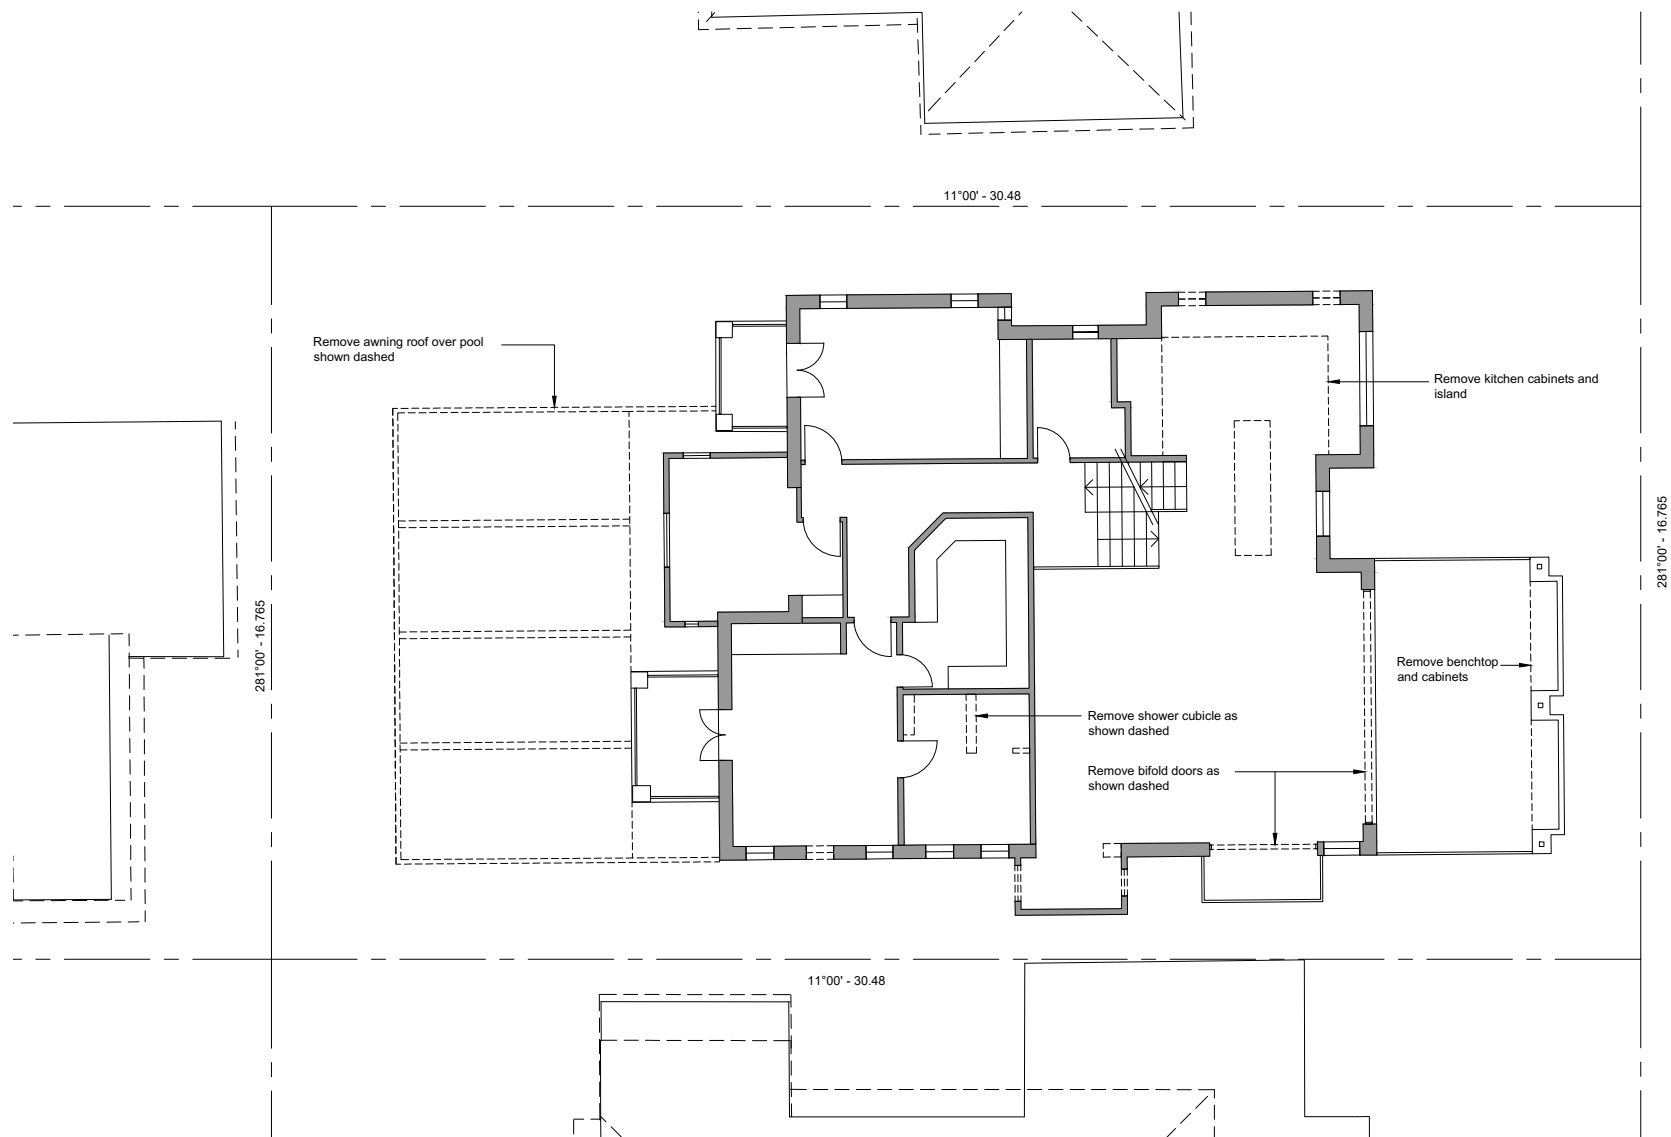 11°00' - 30.48
Remove awning roof over pool
shown dashed
Remove kitchen cabinets and
island
281°00' - 16.765
281°00' - 16.765
Remove benchtop
and cabinets
Remove shower cubicle as
shown dashed
Remove bifold doors as
shown dashed
11°00' - 30.48